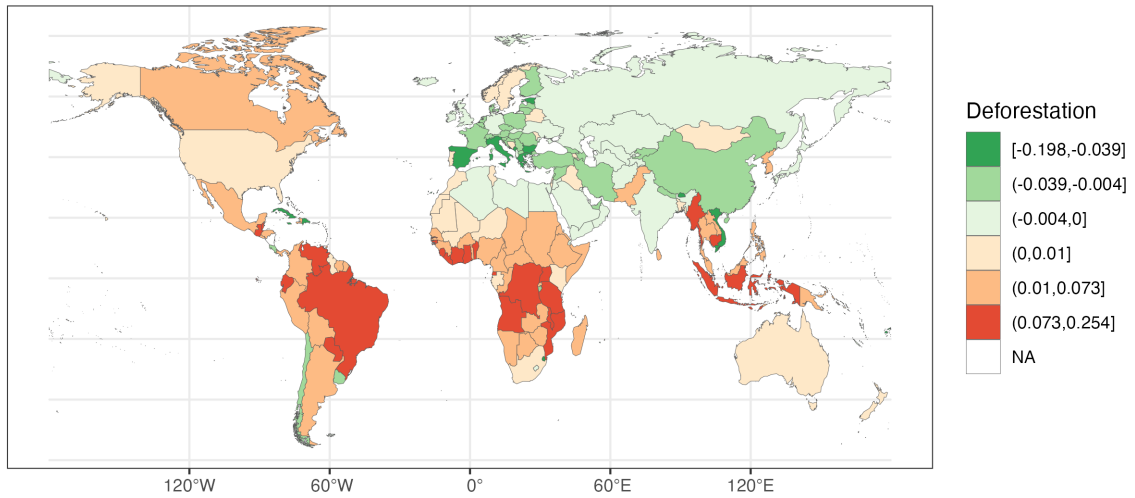 Deforestation
[-0.198,-0.039]
(-0.039,-0.004]
(-0.004,0]
(0,0.01]
(0.01,0.073]
(0.073,0.254]
NA
120°W
60°W
0°
60°E
120°E